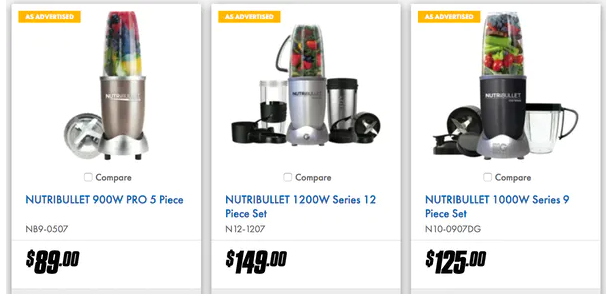 AS ADVERTISED
NUTRIBULLET
Compare
NUTRIBULLET 900W PRO 5 Piece
NB9-0507
$89.00
AS ADVERTISED
NUTRIBULLET
Compare
NUTRIBULLET 1200W Series 12
Piece Set
N12-1207
$149.00
AS ADVERTISED
NUTRIBULLET
Compare
NUTRIBULLET 1000W Series 9
Piece Set
N10-0907DG
$125.00